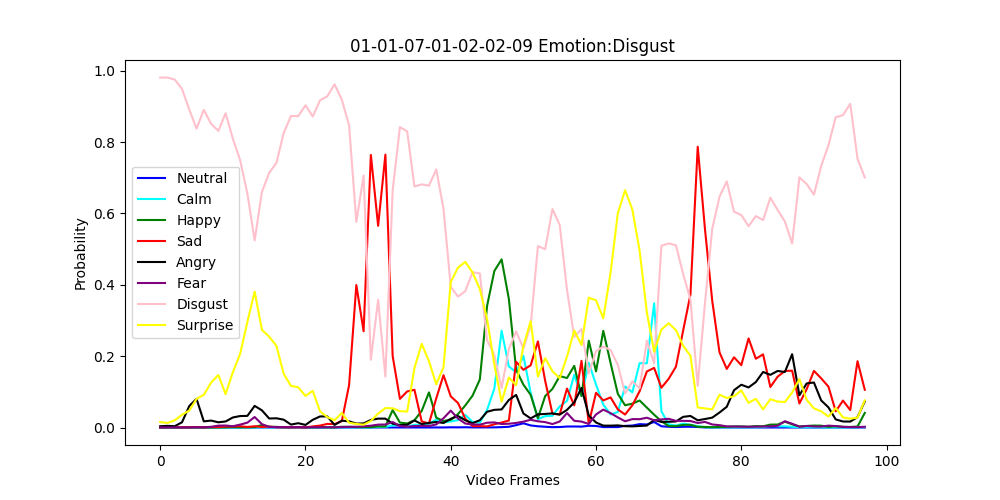 01-01-07-01-02-02-09 Emotion:Disgust
Probability
1.0
0.8
0.6
0.4
0.2
0.0
Neutral
Calm
Happy
Sad
Angry
Fear
Disgust
Surprise
0 20 40 60 80 100
Video Frames